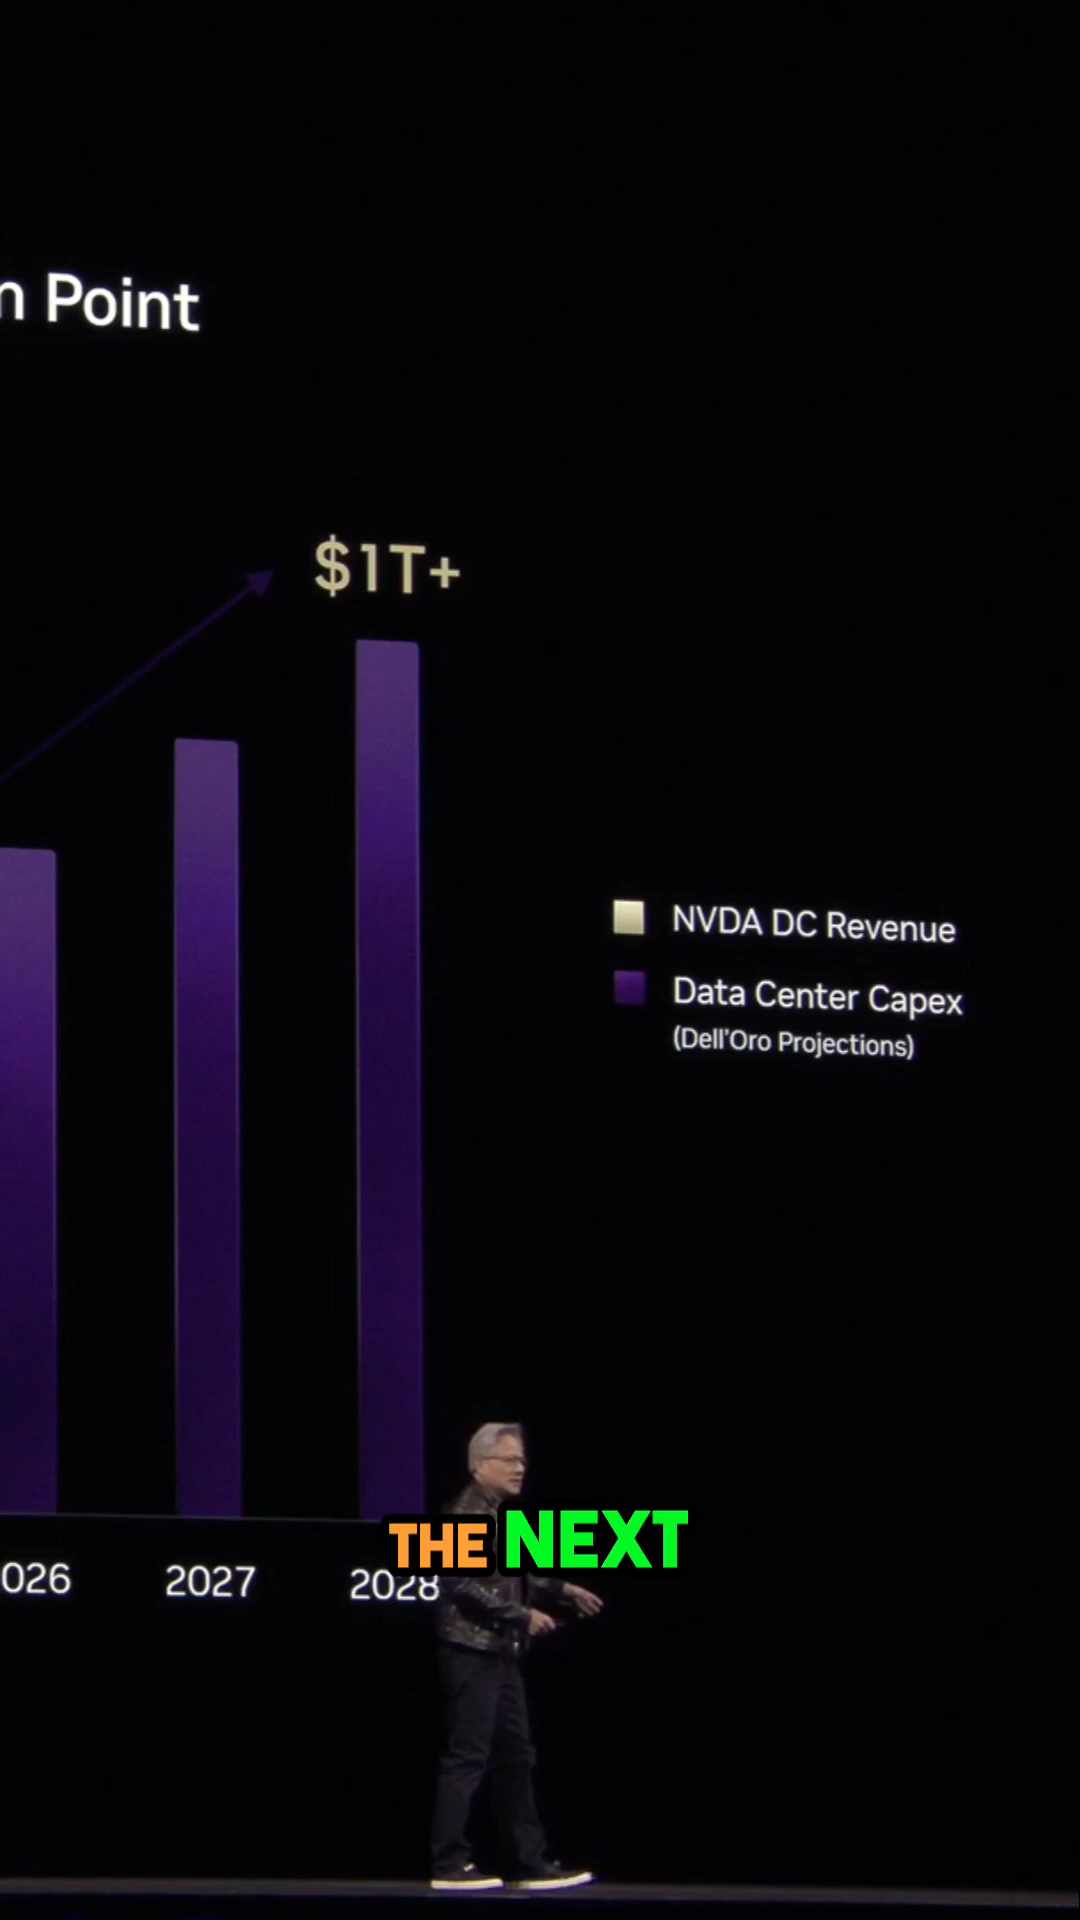 n Point
$1T+
NVDA DC Revenue
Data Center Capex
(Dell'Oro Projections)
THE NEXT
026
2027
2028